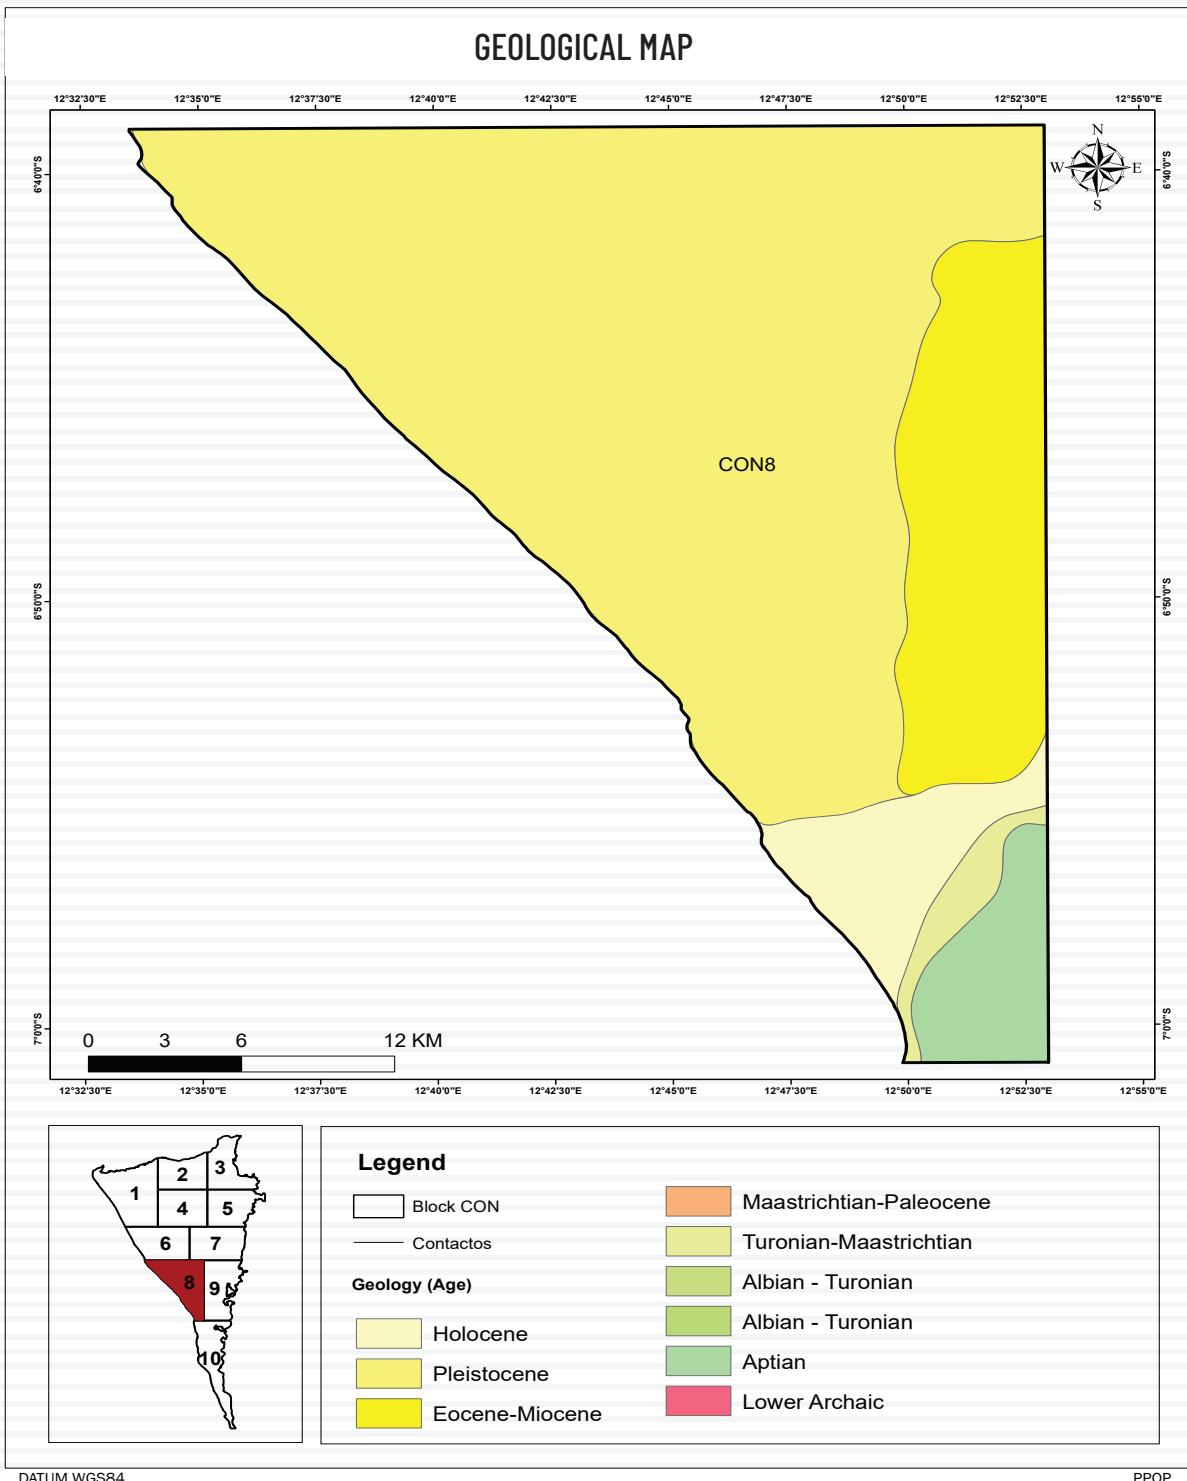 GEOLOGICAL MAP
12°32'30"E 12°35'0"E 12°37'30"E 12°40'0"E 12°42'30"E 12°45'0"E 12°47'30"E 12°50'0"E 12°52'30"E 12°55'0"E
N
W E
S
6°40'0"S 6°40'0"S
CON8
6°50'0"S 6°50'0"S
7°0'0"S 7°0'0"S
0 3 6 12 KM
12°32'30"E 12°35'0"E 12°37'30"E 12°40'0"E 12°42'30"E 12°45'0"E 12°47'30"E 12°50'0"E 12°52'30"E 12°55'0"E
1 2 3
4 5
6 7
8 9
10
Legend
Block CON
Contactos
Geology (Age)
Holocene
Pleistocene
Eocene-Miocene
Maastrichtian-Paleocene
Turonian-Maastrichtian
Albian - Turonian
Albian - Turonian
Aptian
Lower Archaic
DATUM WGS84
PPOP